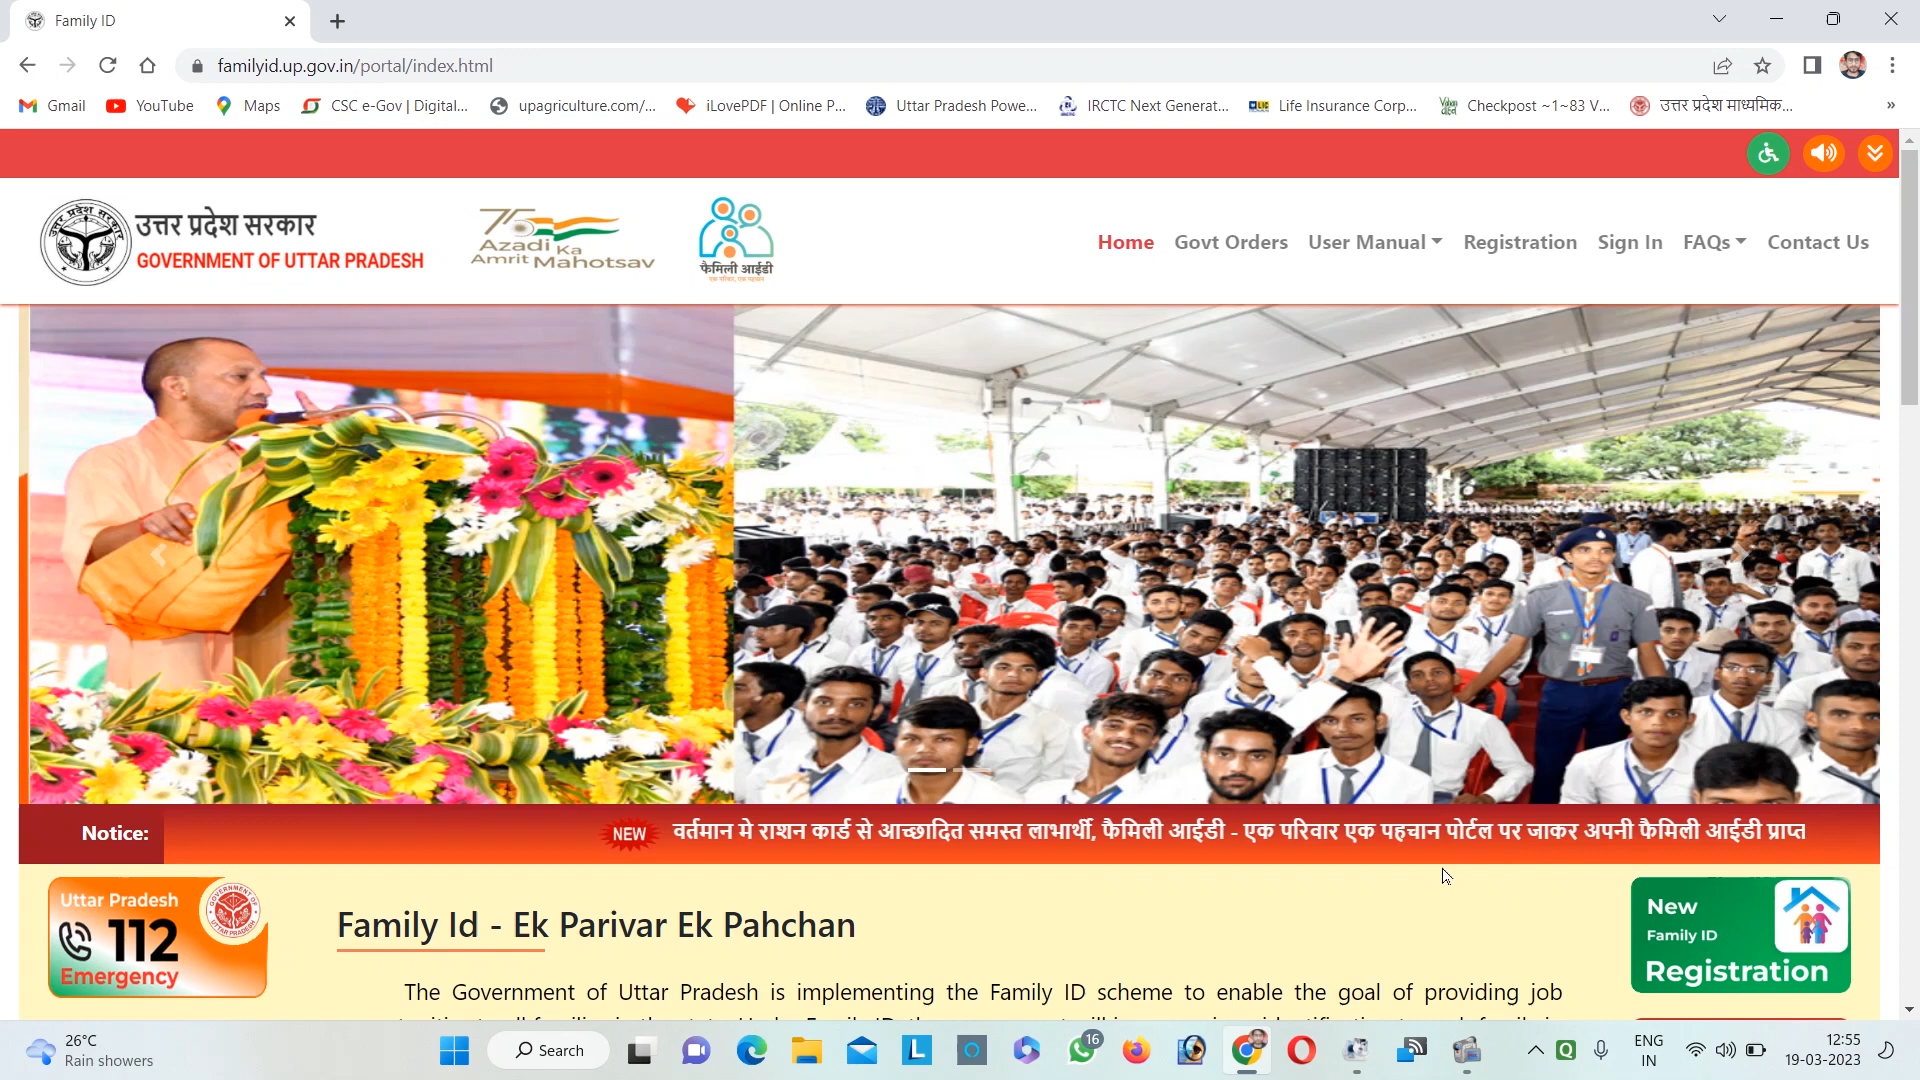 Family ID
familyid.up.gov.in/portal/index.html
Gmail YouTube Maps CSC e-Gov | Digital... upagriculture.com/... iLovePDF | Online P... Uttar Pradesh Powe... IRCTC Next Generat... Life Insurance Corp... Checkpost ~1~83 V... उत्तर प्रदेश माध्यमिक... »
उत्तर प्रदेश सरकार
GOVERNMENT OF UTTAR PRADESH
75
Azadi Ka
Amrit Mahotsav
फैमिली आईडी
एक परिवार, एक पहचान
Home Govt Orders User Manual Registration Sign In FAQs Contact Us
Notice: NEW वर्तमान मे राशन कार्ड से आच्छादित समस्त लाभार्थी, फैमिली आईडी - एक परिवार एक पहचान पोर्टल पर जाकर अपनी फैमिली आईडी प्राप्त
Uttar Pradesh
112
Emergency
Family Id - Ek Parivar Ek Pahchan
New
Family ID
Registration
The Government of Uttar Pradesh is implementing the Family ID scheme to enable the goal of providing job
26°C
Rain showers
Search
16
ENG
IN
12:55
19-03-2023